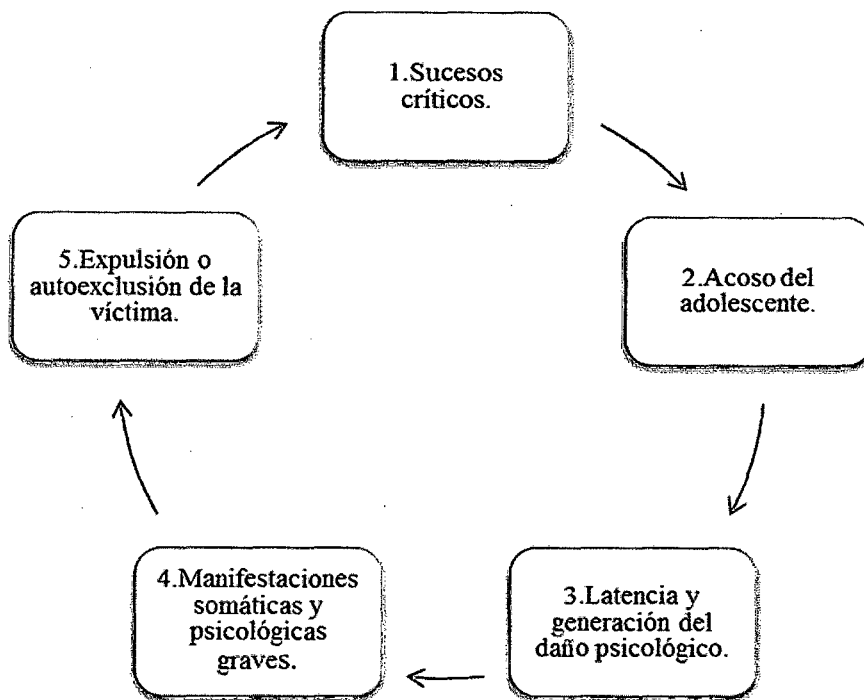 1.Sucesos
críticos.
2.Acoso del
adolescente.
3.Latencia y
generación del
daño psicológico.
4.Manifestaciones
somáticas y
psicológicas
graves.
5.Expulsión o
autoexclusión de la
víctima.